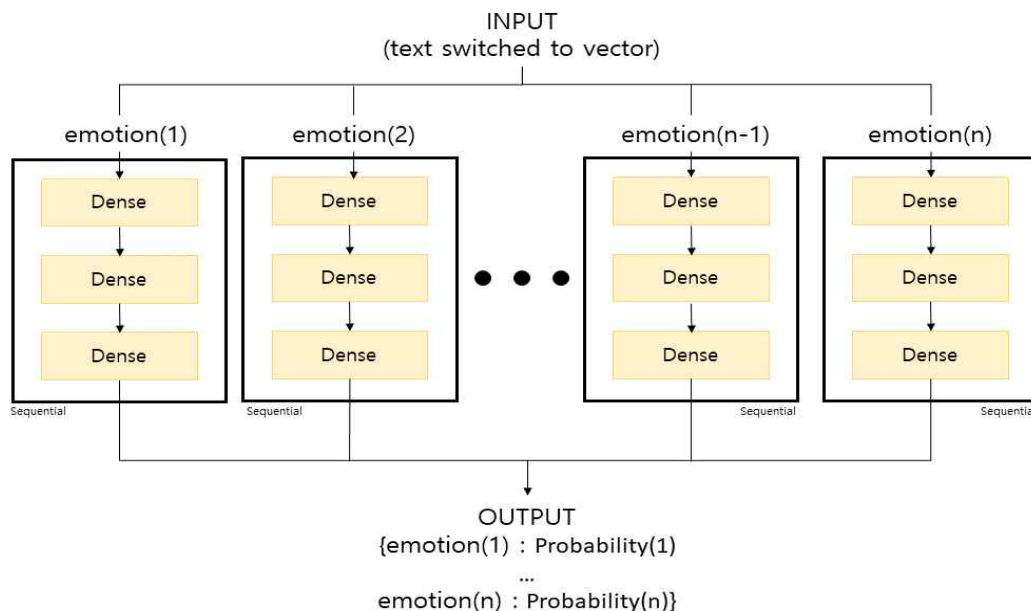 INPUT
(text switched to vector)
emotion(1)
emotion(2)
emotion(n-1)
emotion(n)
Dense
Dense
Dense
Dense
Dense
Dense
Dense
Dense
Dense
Dense
Dense
Dense
Sequential
Sequential
Sequential
Sequential
OUTPUT
{emotion(1) : Probability(1)
...
emotion(n) : Probability(n)}